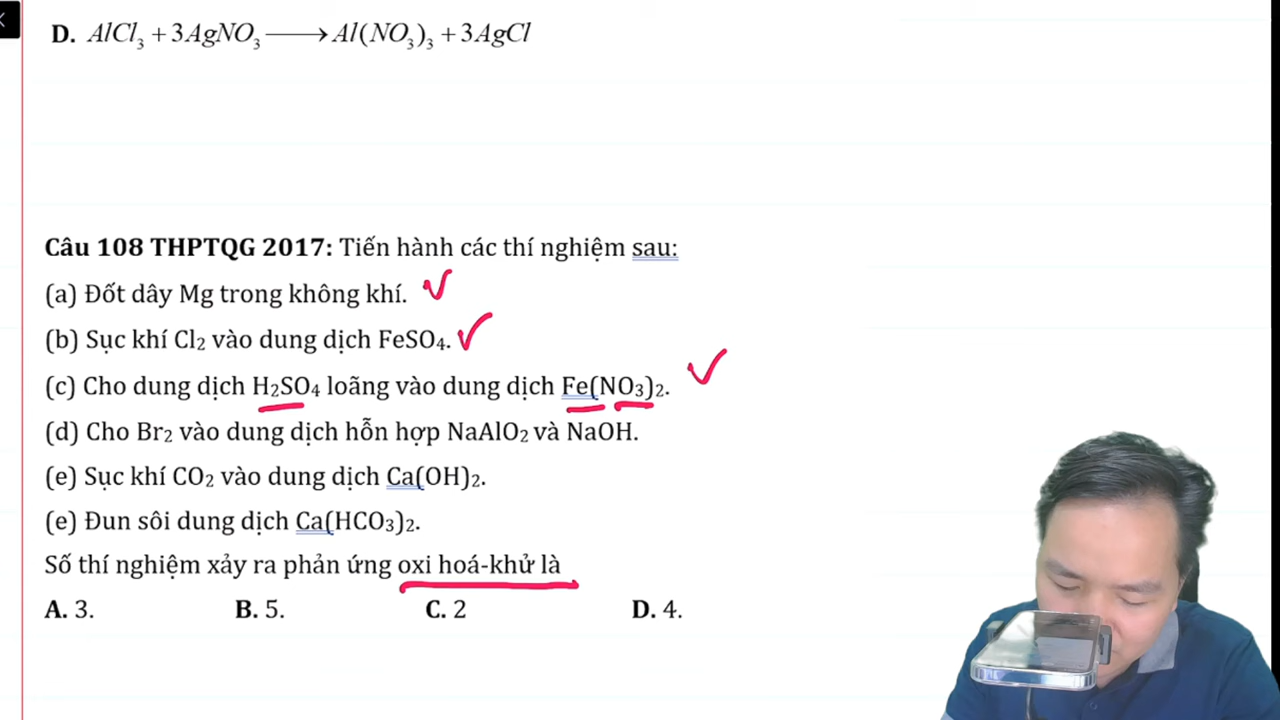 D. AlCl₃ + 3AgNO₃ ⟶ Al(NO₃)₃ + 3AgCl
Câu 108 THPTQG 2017: Tiến hành các thí nghiệm sau:
(a) Đốt dây Mg trong không khí.
(b) Sục khí Cl₂ vào dung dịch FeSO₄.
(c) Cho dung dịch H₂SO₄ loãng vào dung dịch Fe(NO₃)₂.
(d) Cho Br₂ vào dung dịch hỗn hợp NaAlO₂ và NaOH.
(e) Sục khí CO₂ vào dung dịch Ca(OH)₂.
(e) Đun sôi dung dịch Ca(HCO₃)₂.
Số thí nghiệm xảy ra phản ứng oxi hoá-khử là
A. 3. B. 5. C. 2 D. 4.